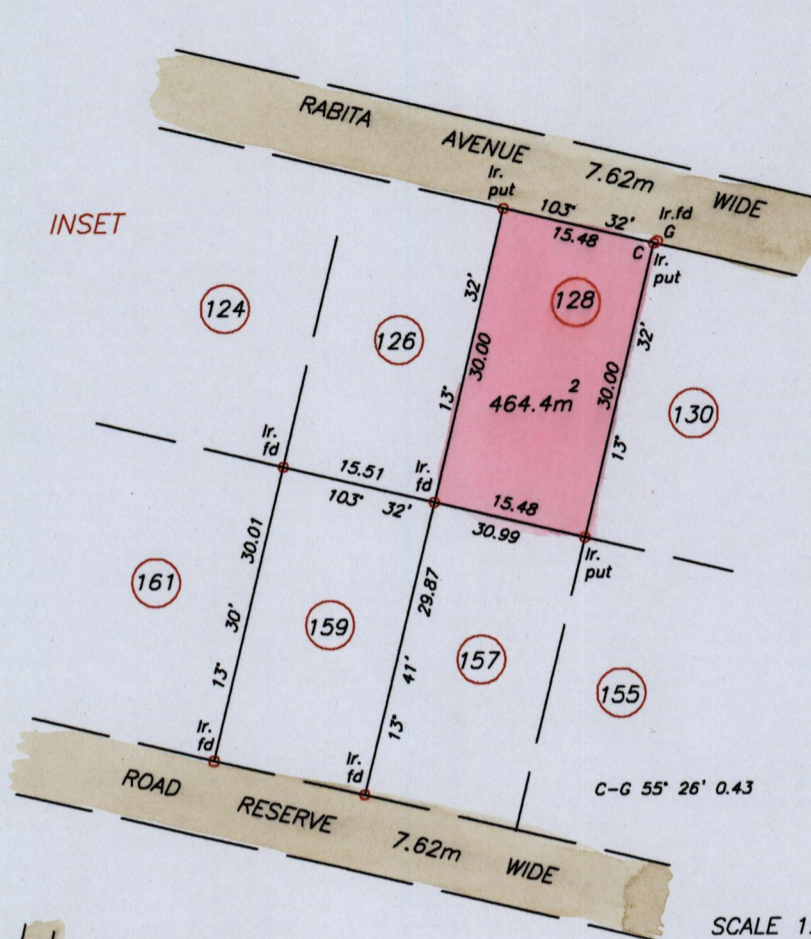 RABITA AVENUE 7.62m WIDE
INSET
Ir. put
103° 32'
15.48
Ir.fd
G
C
Ir. put
124
126
128
130
32'
30.00
13°
464.4m²
32'
30.00
13°
Ir. fd
15.51
103° 32'
Ir. fd
15.48
30.99
Ir. put
161
159
157
155
30.01
30'
13°
29.87
41'
13°
Ir. fd
Ir. fd
C-G 55° 26' 0.43
ROAD RESERVE 7.62m WIDE
SCALE